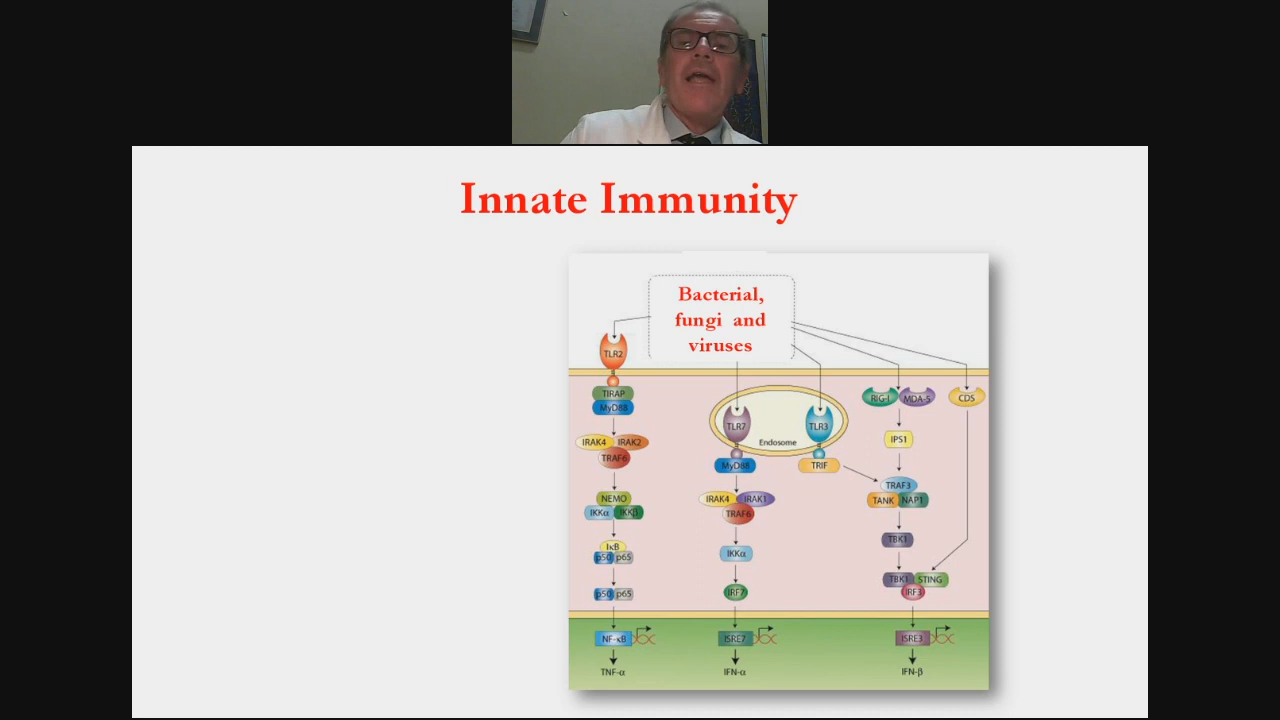 Innate Immunity
Bacterial,
fungi and
viruses
TLR2
TIRAP
MyD88
IRAK4 IRAK2
TRAF6
NEMO
IKKα IKKβ
IκB
p50 p65
p50 p65
NF-κB
TNF-α
TLR7 TLR3
Endosome
MyD88 TRIF
IRAK4 IRAK1
TRAF6
IKKα
IRF7
ISRE7
IFN-α
RIG-I MDA-5 CDS
IPS1
TRAF3
TANK NAP1
TBK1
TBK1 STING
IRF3
ISRE3
IFN-β